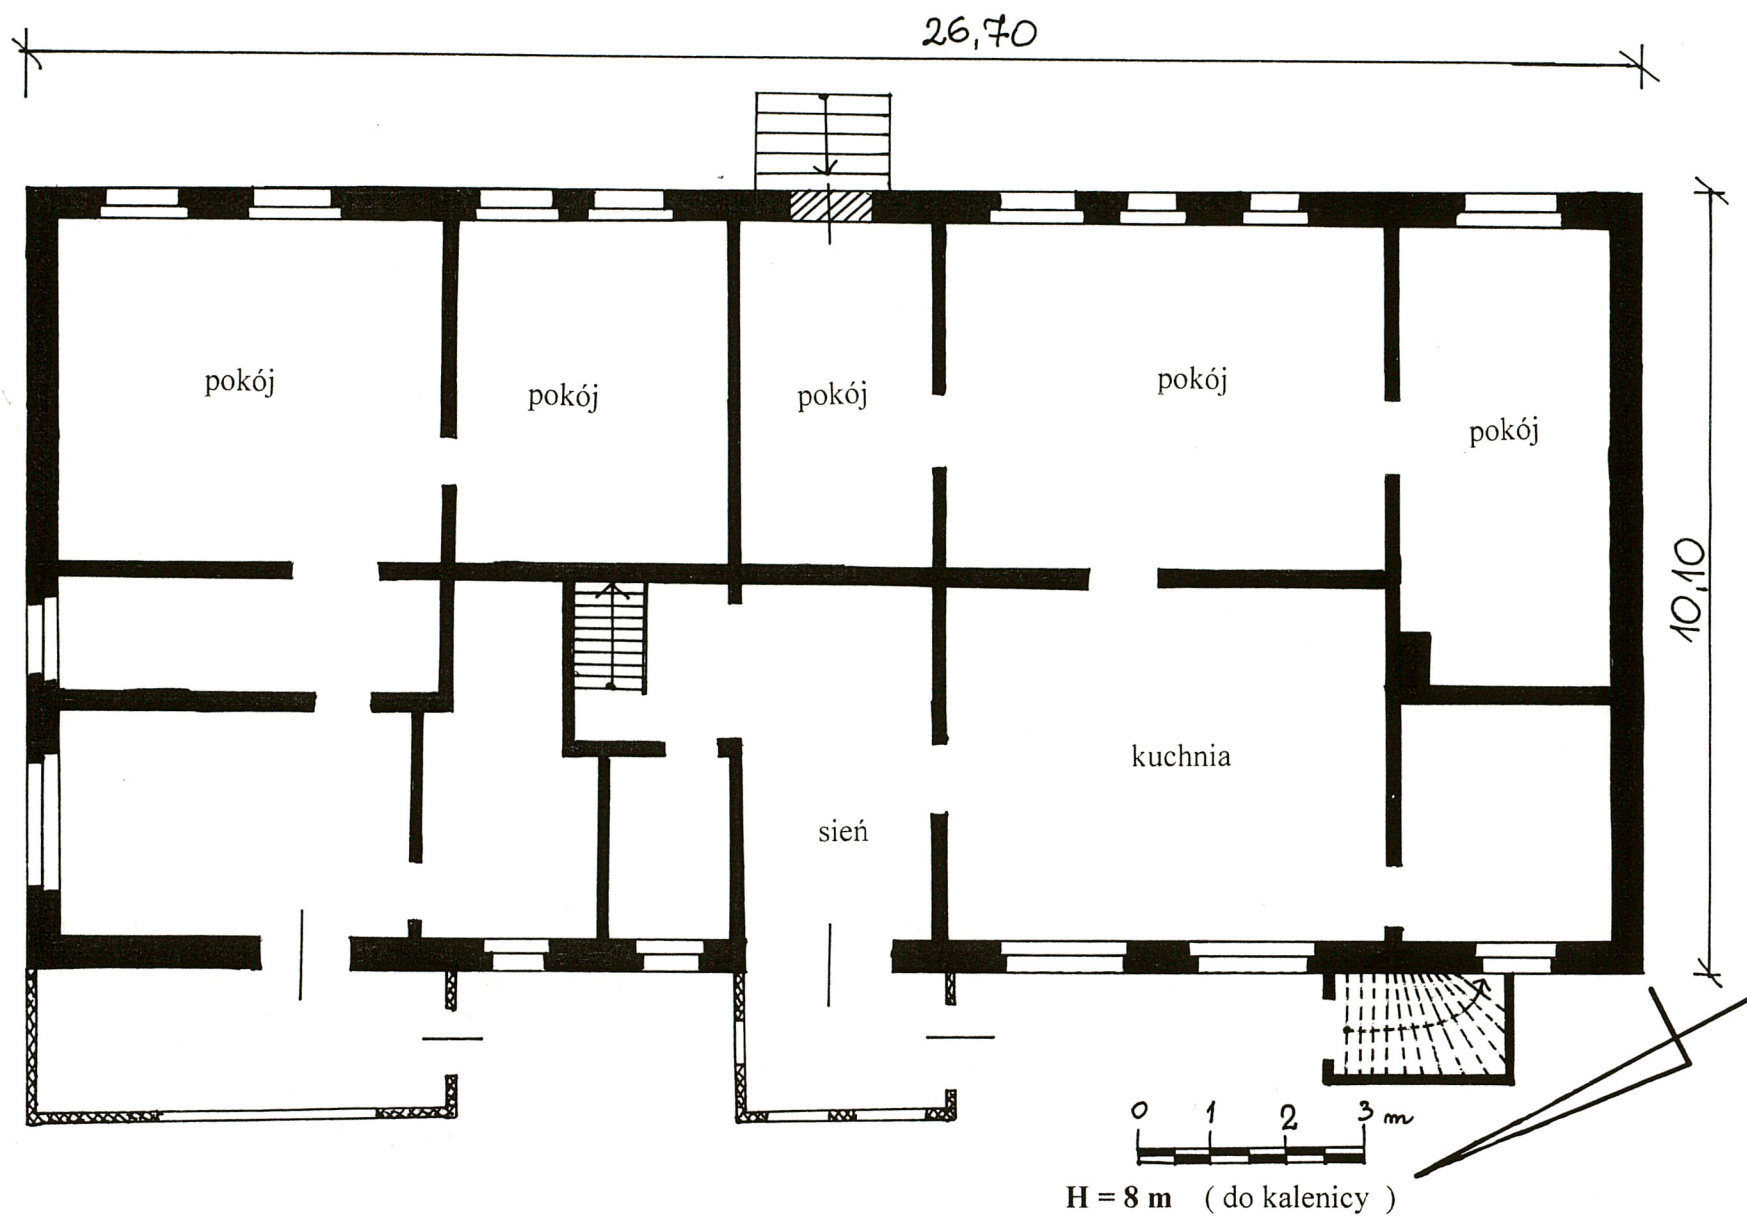 26,70
pokój
pokój
pokój
pokój
pokój
10,10
kuchnia
sień
0 1 2 3 m
H = 8 m ( do kalenicy )